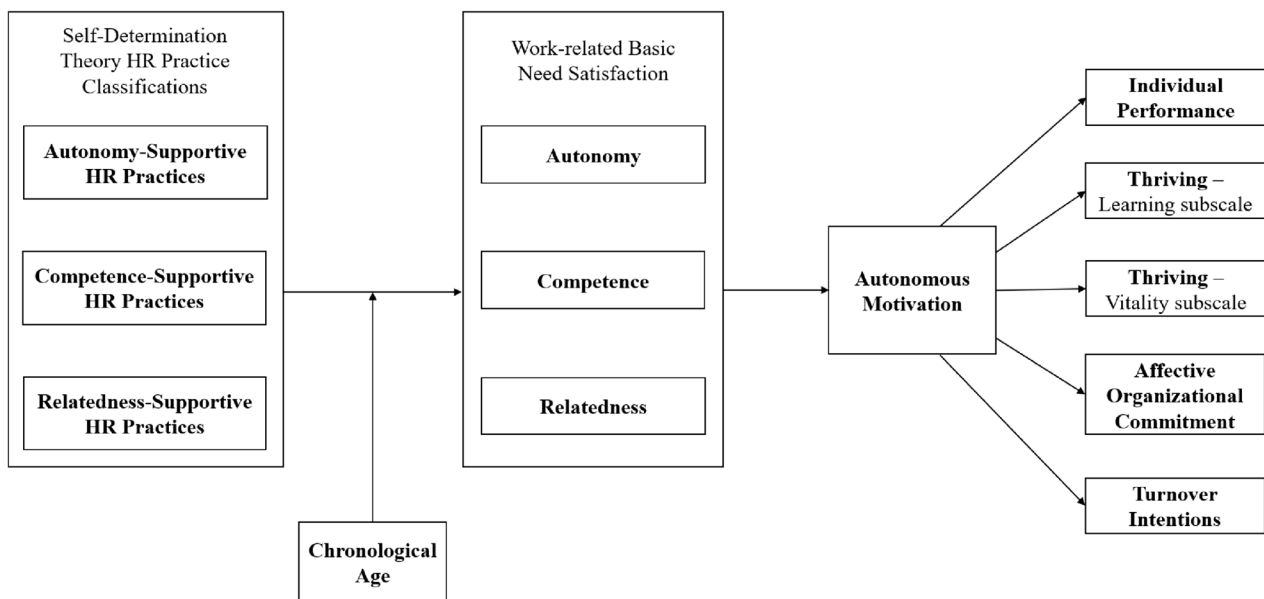 Self-Determination
Theory HR Practice
Classifications
Autonomy-Supportive
HR Practices
Competence-Supportive
HR Practices
Relatedness-Supportive
HR Practices
Chronological
Age
Work-related Basic
Need Satisfaction
Autonomy
Competence
Relatedness
Autonomous
Motivation
Individual
Performance
Thriving –
Learning subscale
Thriving –
Vitality subscale
Affective
Organizational
Commitment
Turnover
Intentions